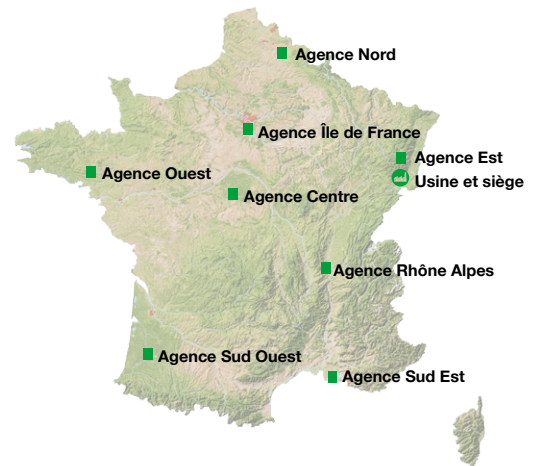 Agence Nord
Agence Île de France
Agence Est
Agence Ouest
Usine et siège
Agence Centre
Agence Rhône Alpes
Agence Sud Ouest
Agence Sud Est